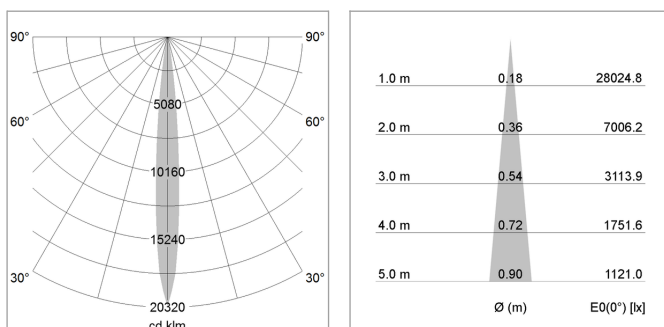 90° 90°
5080
60° 60°
10160
15240
30° 30°
20320
cd klm
1.0 m 0.18 28024.8
2.0 m 0.36 7006.2
3.0 m 0.54 3113.9
4.0 m 0.72 1751.6
5.0 m 0.90 1121.0
Ø (m) E0(0°) [lx]